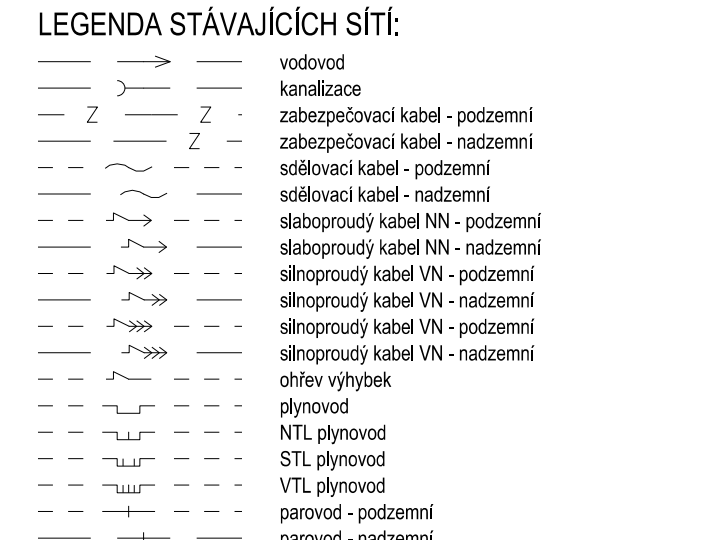 LEGENDA STÁVAJÍCÍCH SÍTÍ:
vodovod
kanalizace
Z Z zabezpečovací kabel - podzemní
Z zabezpečovací kabel - nadzemní
sdělovací kabel - podzemní
sdělovací kabel - nadzemní
slaboproudý kabel NN - podzemní
slaboproudý kabel NN - nadzemní
silnoproudý kabel VN - podzemní
silnoproudý kabel VN - nadzemní
silnoproudý kabel VN - podzemní
silnoproudý kabel VN - nadzemní
ohřev výhybek
plynovod
NTL plynovod
STL plynovod
VTL plynovod
parovod - podzemní
parovod - nadzemní